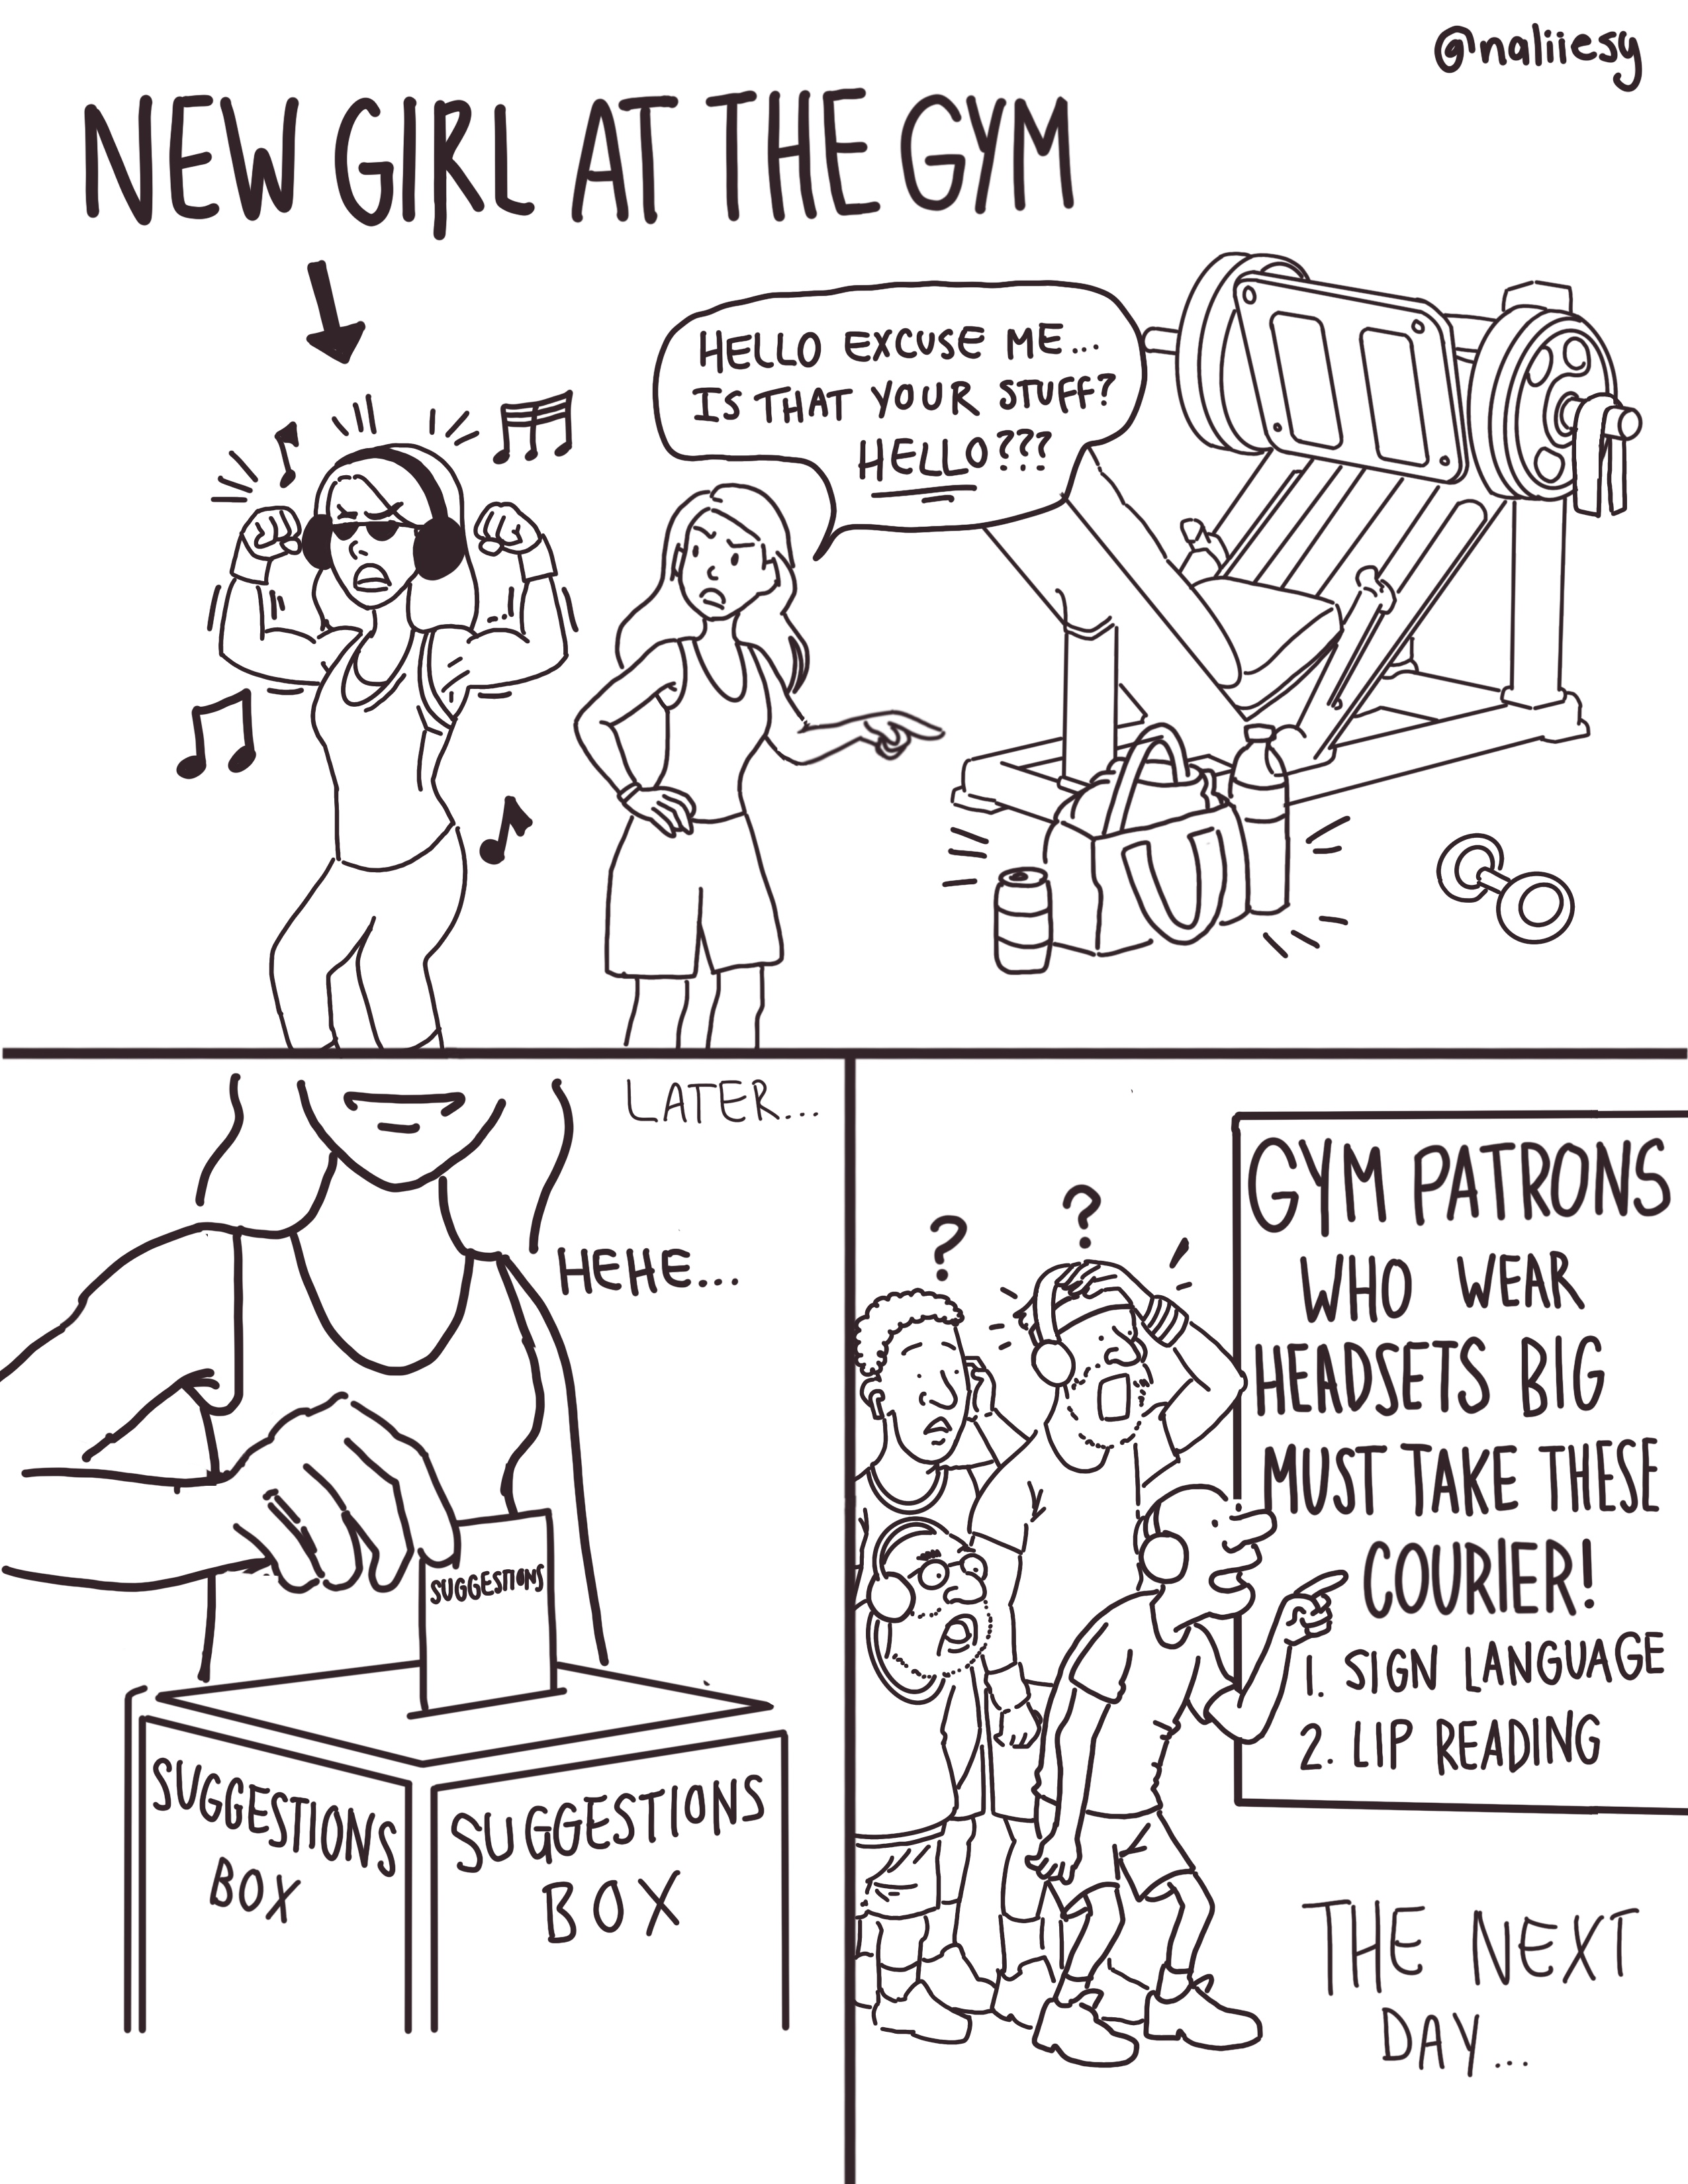 @naliiesy
NEW GIRL AT THE GYM
HELLO EXCUSE ME...
IS THAT YOUR STUFF?
HELLO???
LATER...
HEHE...
SUGGESTIONS
SUGGESTIONS
BOX
SUGGESTIONS
BOX
?
?
GYM PATRONS
WHO WEAR
HEADSETS BIG
MUST TAKE THESE
COURIER!
1. SIGN LANGUAGE
2. LIP READING
THE NEXT
DAY...